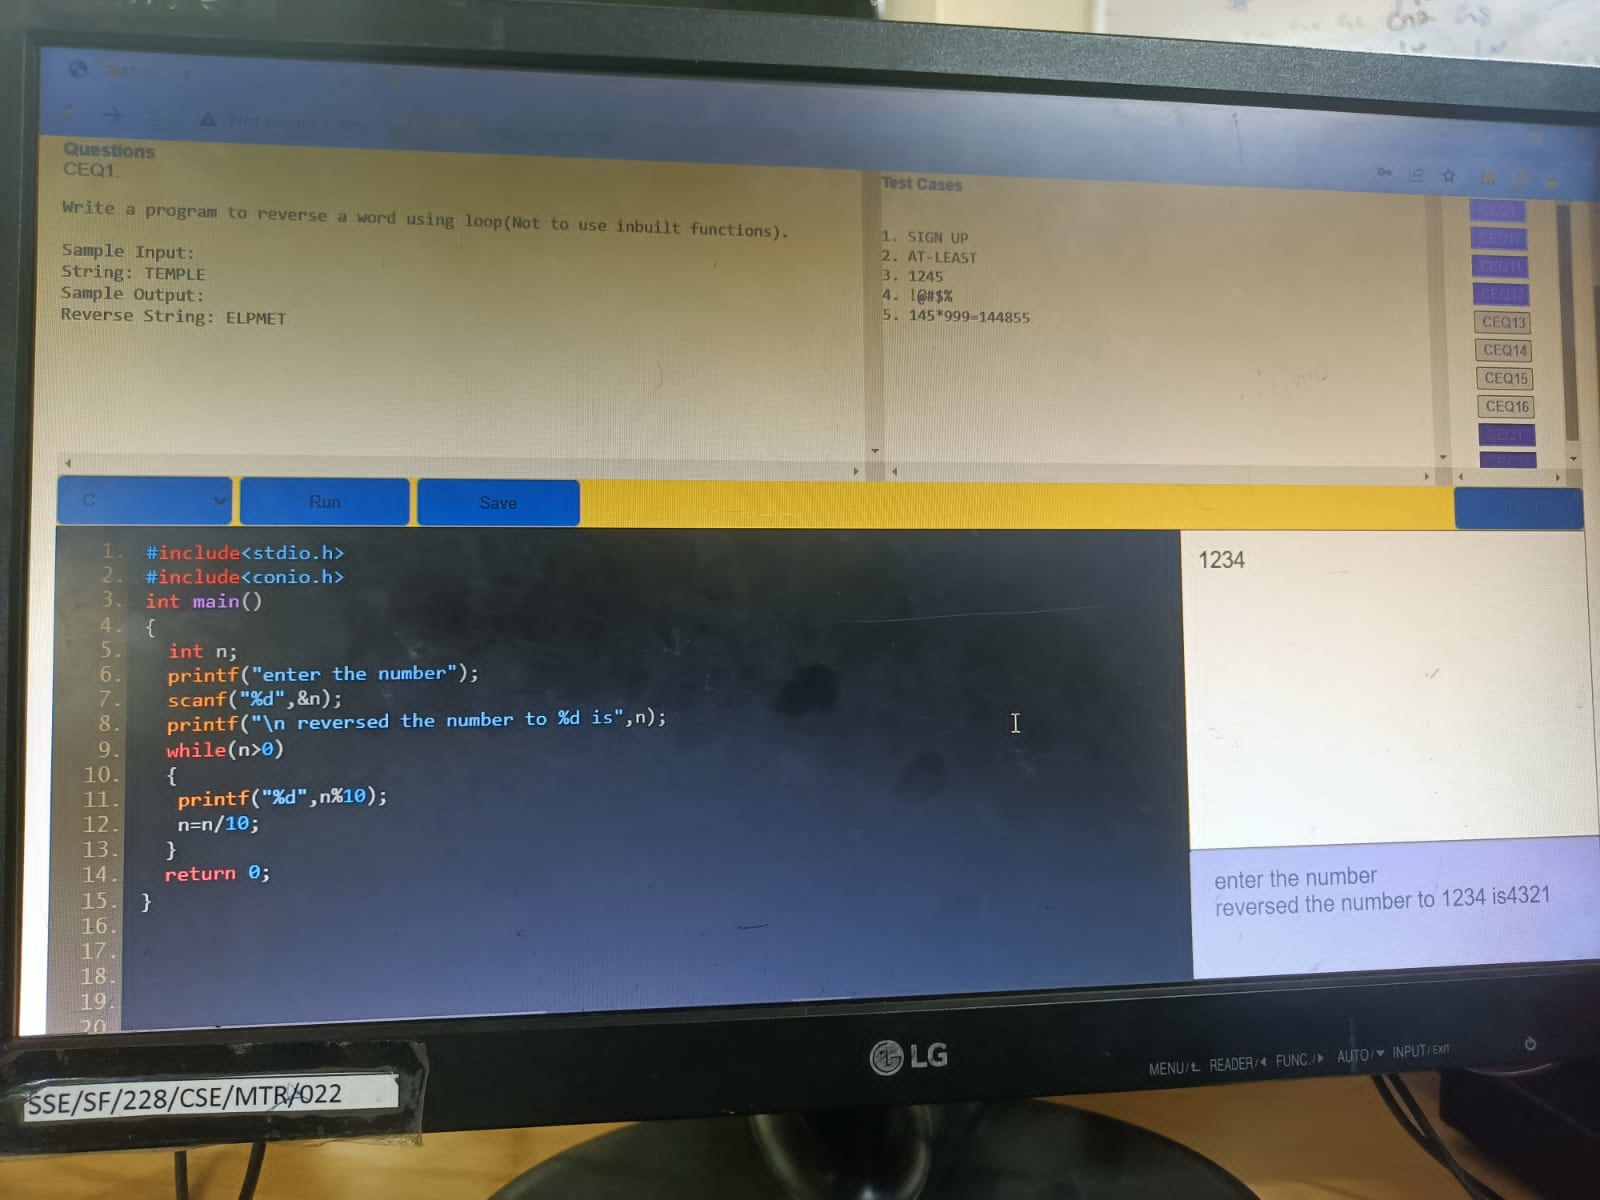 Questions
CEQ1.
Write a program to reverse a word using loop(Not to use inbuilt functions).
Sample Input:
String: TEMPLE
Sample Output:
Reverse String: ELPMET
Test Cases
1. SIGN UP
2. AT-LEAST
3. 1245
4. !@#$%
5. 145*999=144855
CEQ13
CEQ14
CEQ15
CEQ16
C
Run
Save
1. #include<stdio.h>
2. #include<conio.h>
3. int main()
4. {
5. int n;
6. printf("enter the number");
7. scanf("%d",&n);
8. printf("\n reversed the number to %d is",n);
9. while(n>0)
10. {
11. printf("%d",n%10);
12. n=n/10;
13. }
14. return 0;
15. }
16.
17.
18.
19.
20
1234
enter the number
reversed the number to 1234 is4321
LG
MENU/ READER/ FUNC./ AUTO/ INPUT/EXIT
SSE/SF/228/CSE/MTR/022